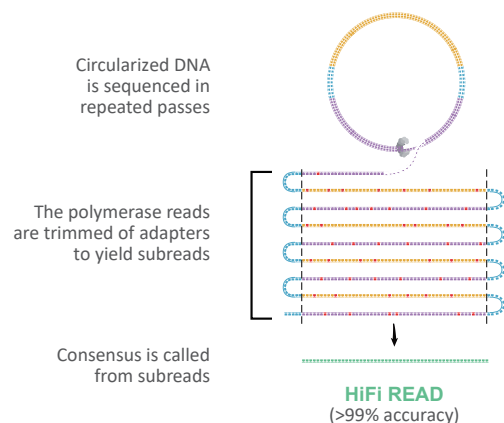 Circularized DNA
is sequenced in
repeated passes
The polymerase reads
are trimmed of adapters
to yield subreads
Consensus is called
from subreads
HiFi READ
(>99% accuracy)